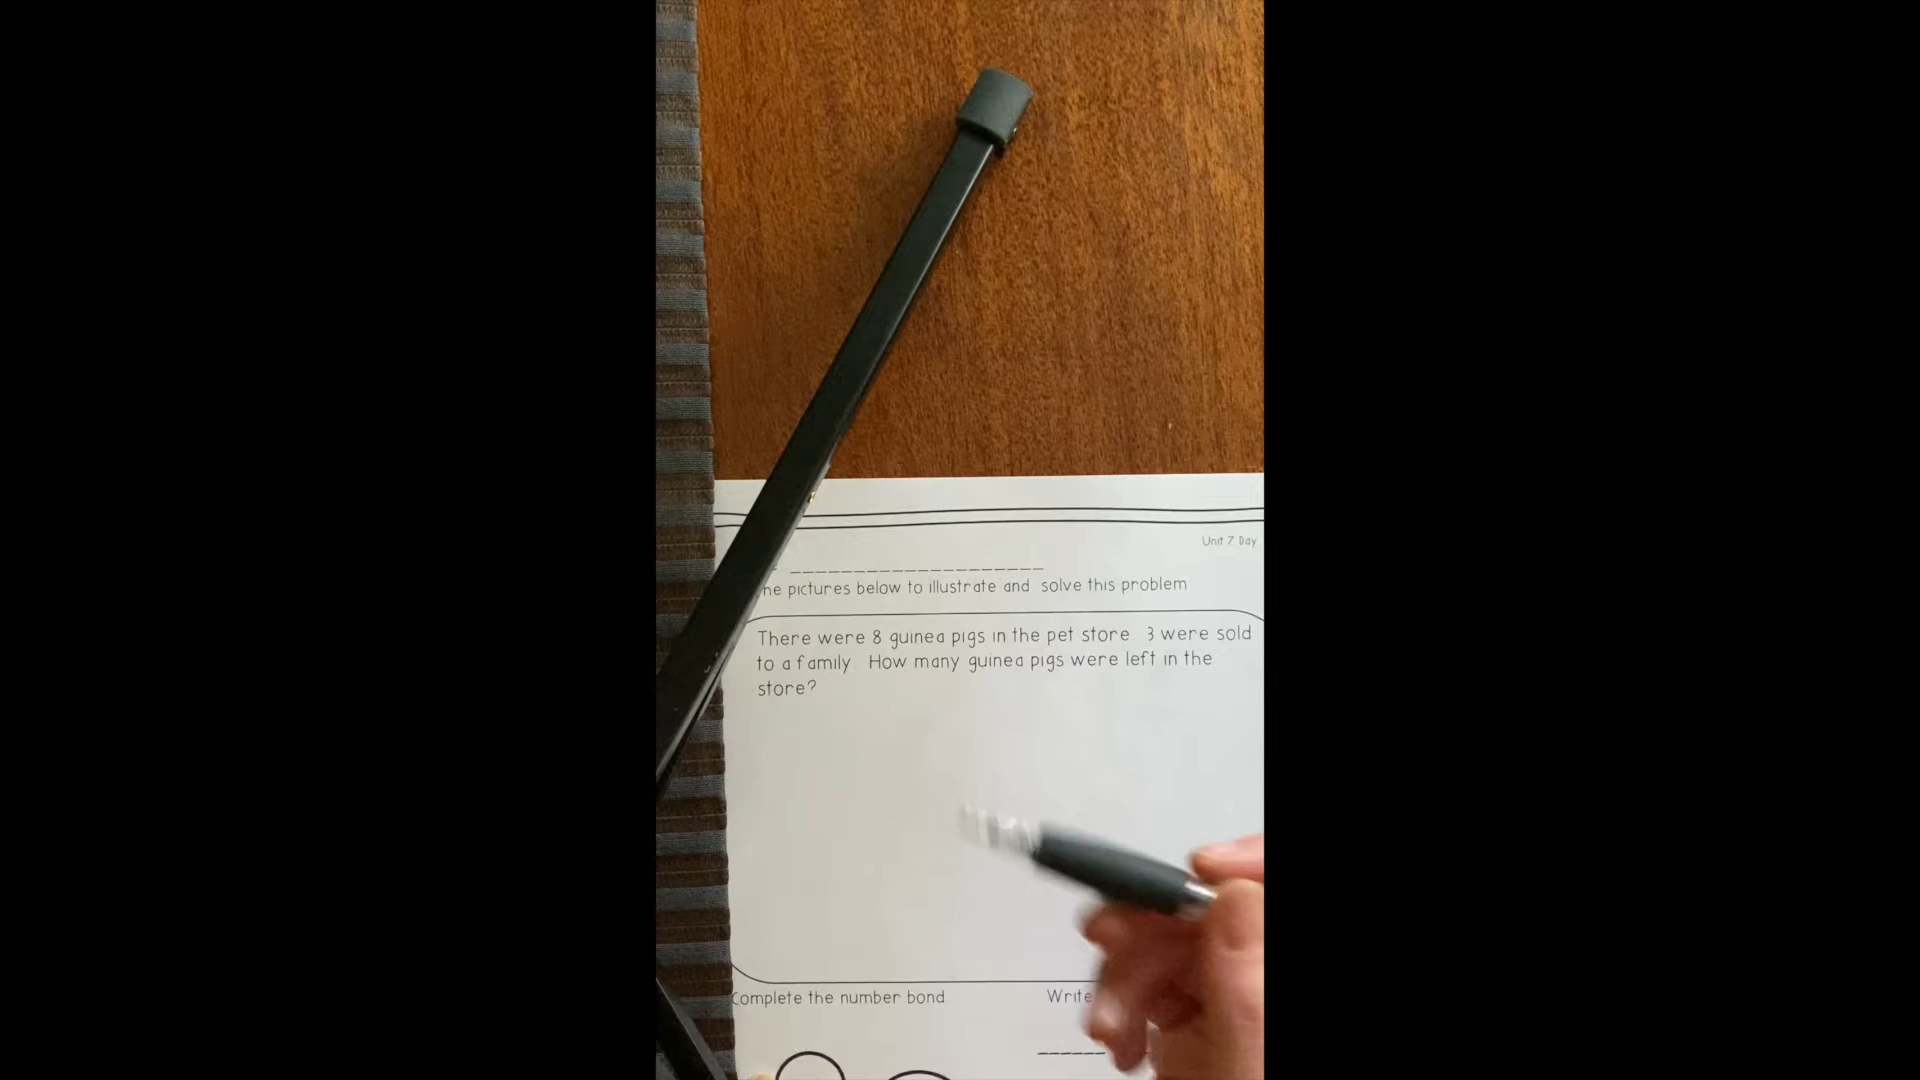 Unit 7 Day
he pictures below to illustrate and solve this problem
There were 8 guinea pigs in the pet store 3 were sold
to a family How many guinea pigs were left in the
store?
Complete the number bond
Write